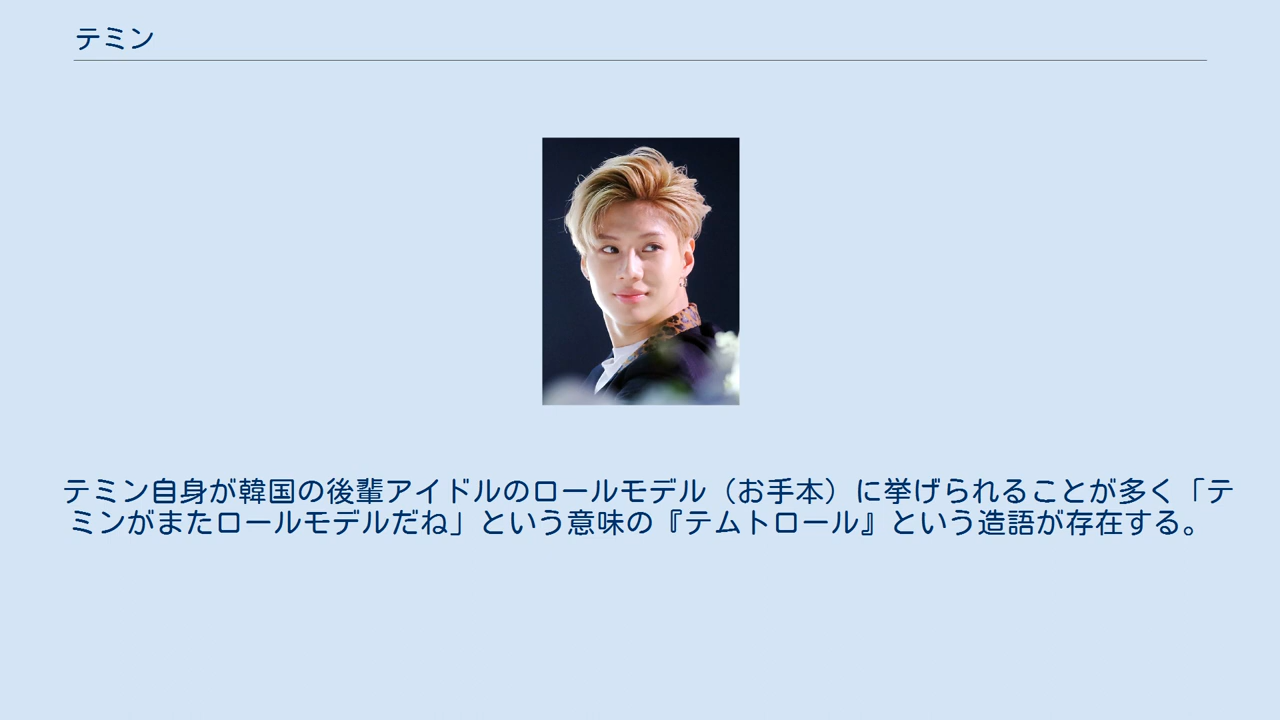 テミン
テミン自身が韓国の後輩アイドルのロールモデル（お手本）に挙げられることが多く「テ
ミンがまたロールモデルだね」という意味の『テムトロール』という造語が存在する。